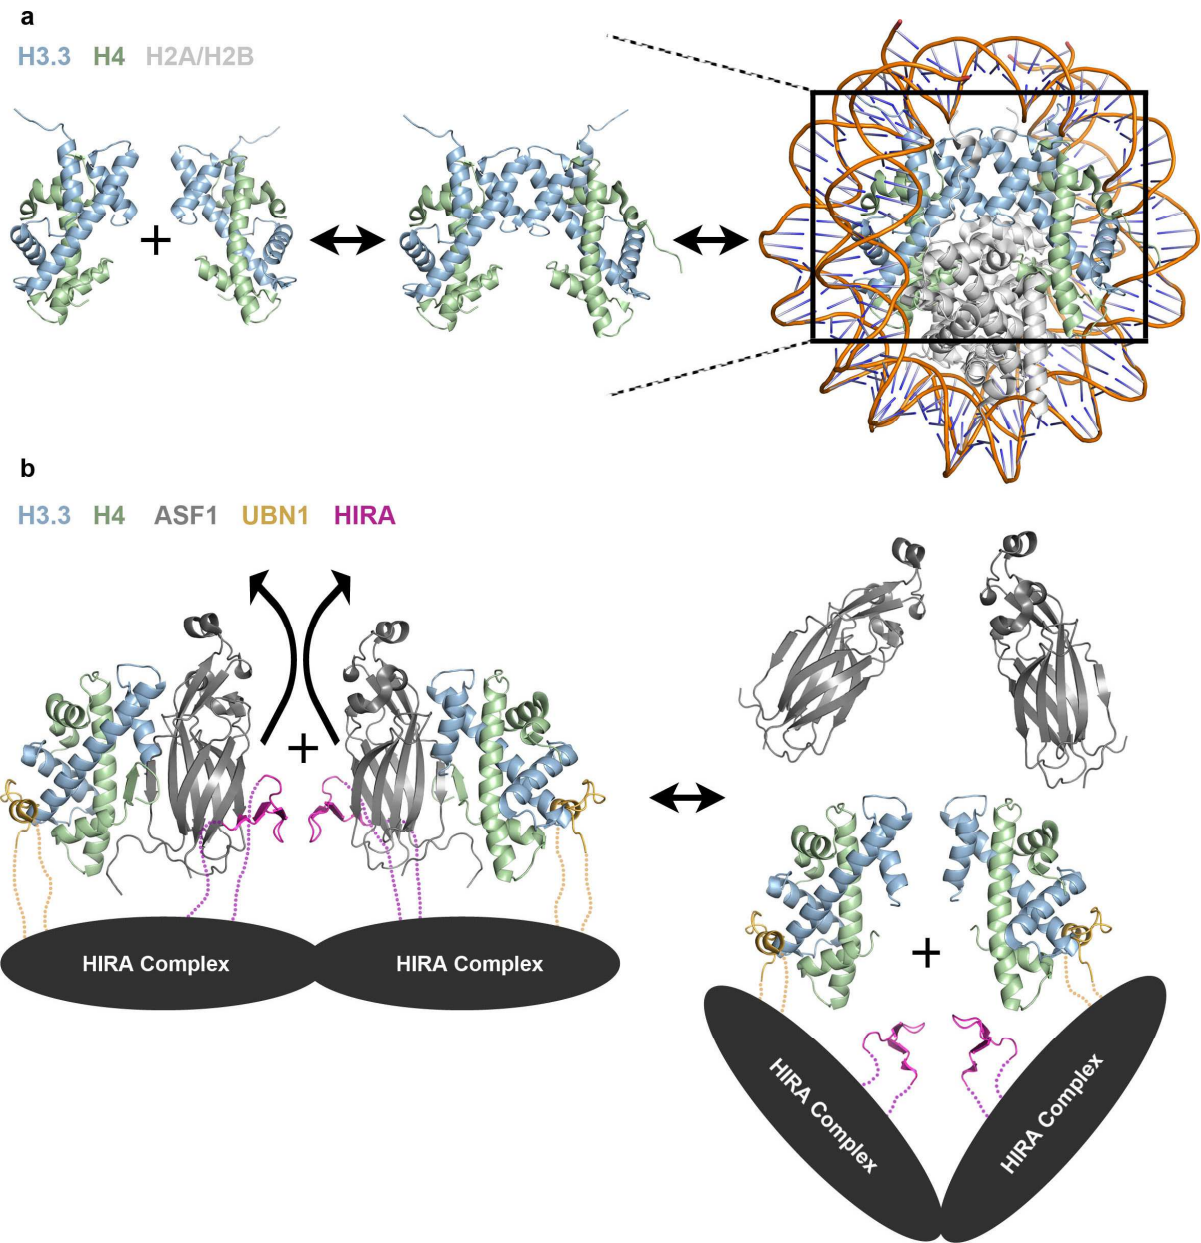 a
H3.3 H4 H2A/H2B
+
b
H3.3 H4 ASF1 UBN1 HIRA
+
HIRA Complex HIRA Complex
+
HIRA Complex HIRA Complex